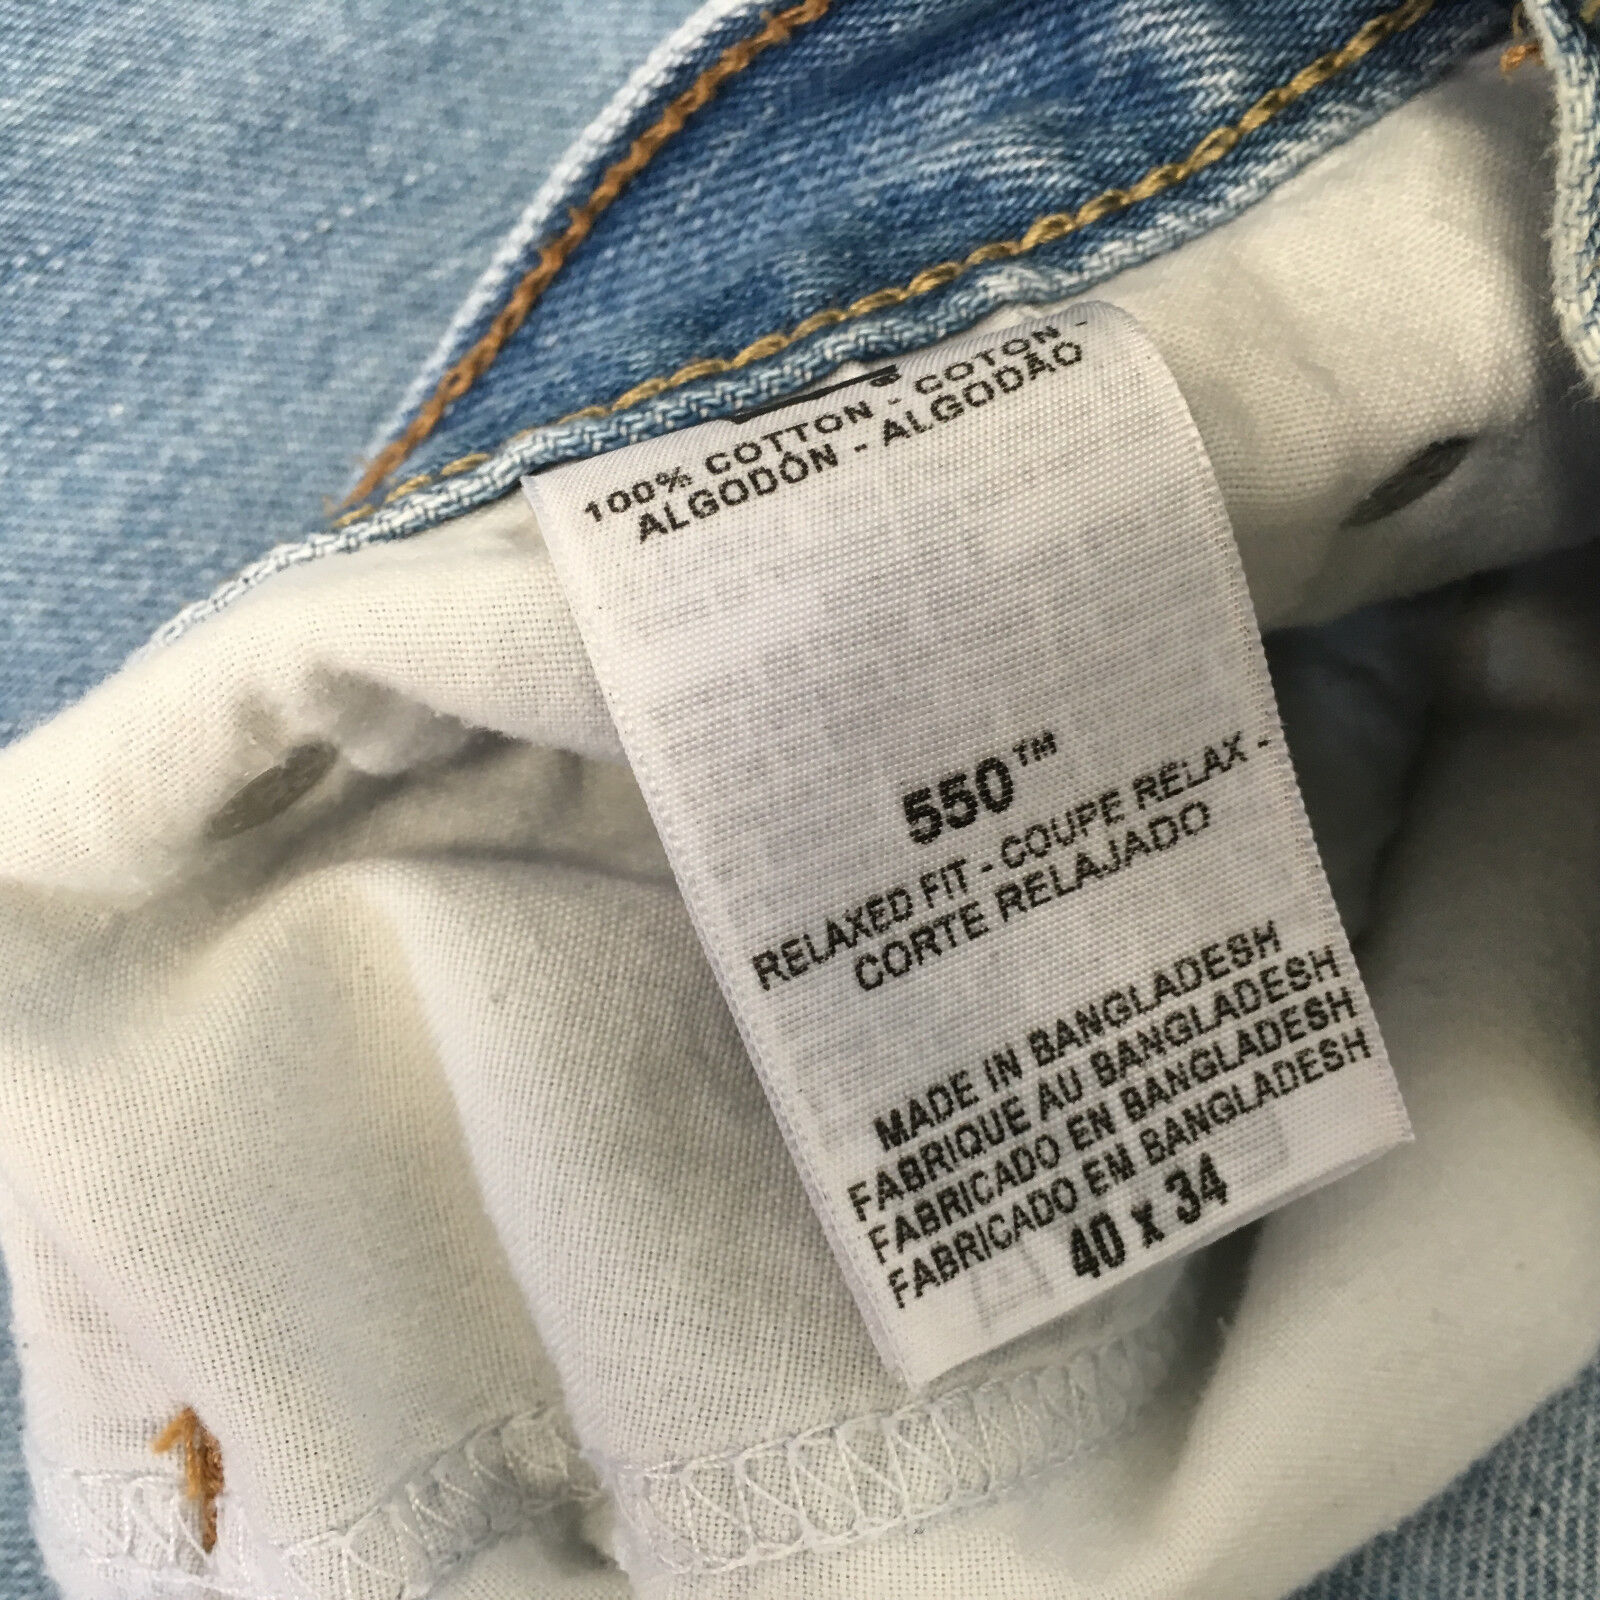 100% COTTON - COTON -
ALGODÓN - ALGODÃO
550™
RELAXED FIT - COUPE RELAX -
CORTE RELAJADO
MADE IN BANGLADESH
FABRIQUE AU BANGLADESH
FABRICADO EN BANGLADESH
FABRICADO EM BANGLADESH
40 x 34